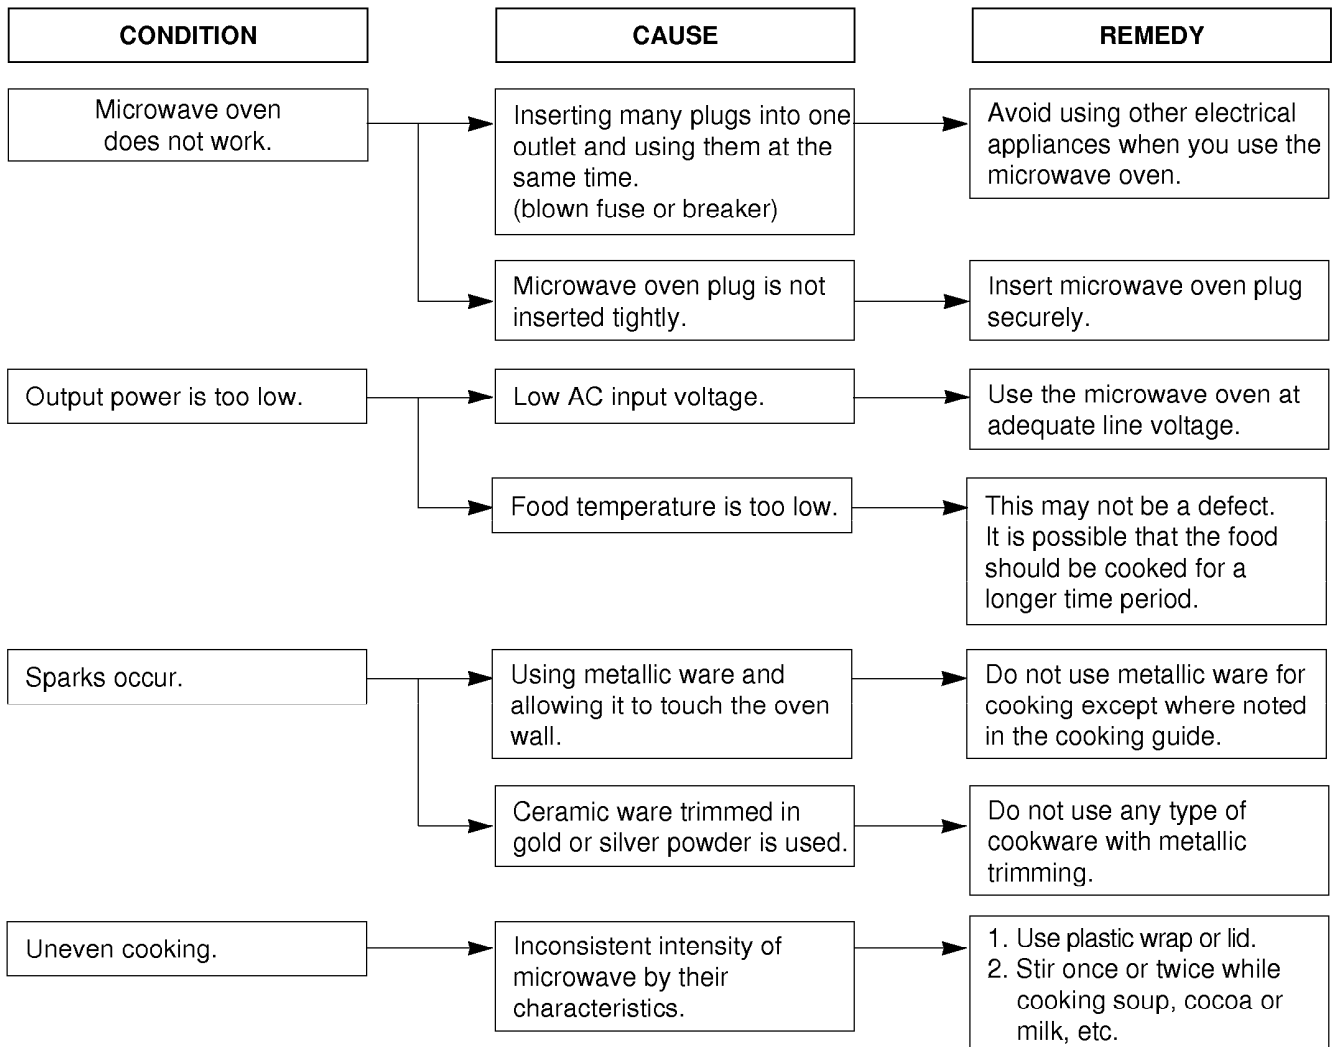 CONDITION
CAUSE
REMEDY
Microwave oven
does not work.
Inserting many plugs into one
outlet and using them at the
same time.
(blown fuse or breaker)
Avoid using other electrical
appliances when you use the
microwave oven.
Microwave oven plug is not
inserted tightly.
Insert microwave oven plug
securely.
Output power is too low.
Low AC input voltage.
Use the microwave oven at
adequate line voltage.
Food temperature is too low.
This may not be a defect.
It is possible that the food
should be cooked for a
longer time period.
Sparks occur.
Using metallic ware and
allowing it to touch the oven
wall.
Do not use metallic ware for
cooking except where noted
in the cooking guide.
Ceramic ware trimmed in
gold or silver powder is used.
Do not use any type of
cookware with metallic
trimming.
Uneven cooking.
Inconsistent intensity of
microwave by their
characteristics.
1. Use plastic wrap or lid.
2. Stir once or twice while
cooking soup, cocoa or
milk, etc.